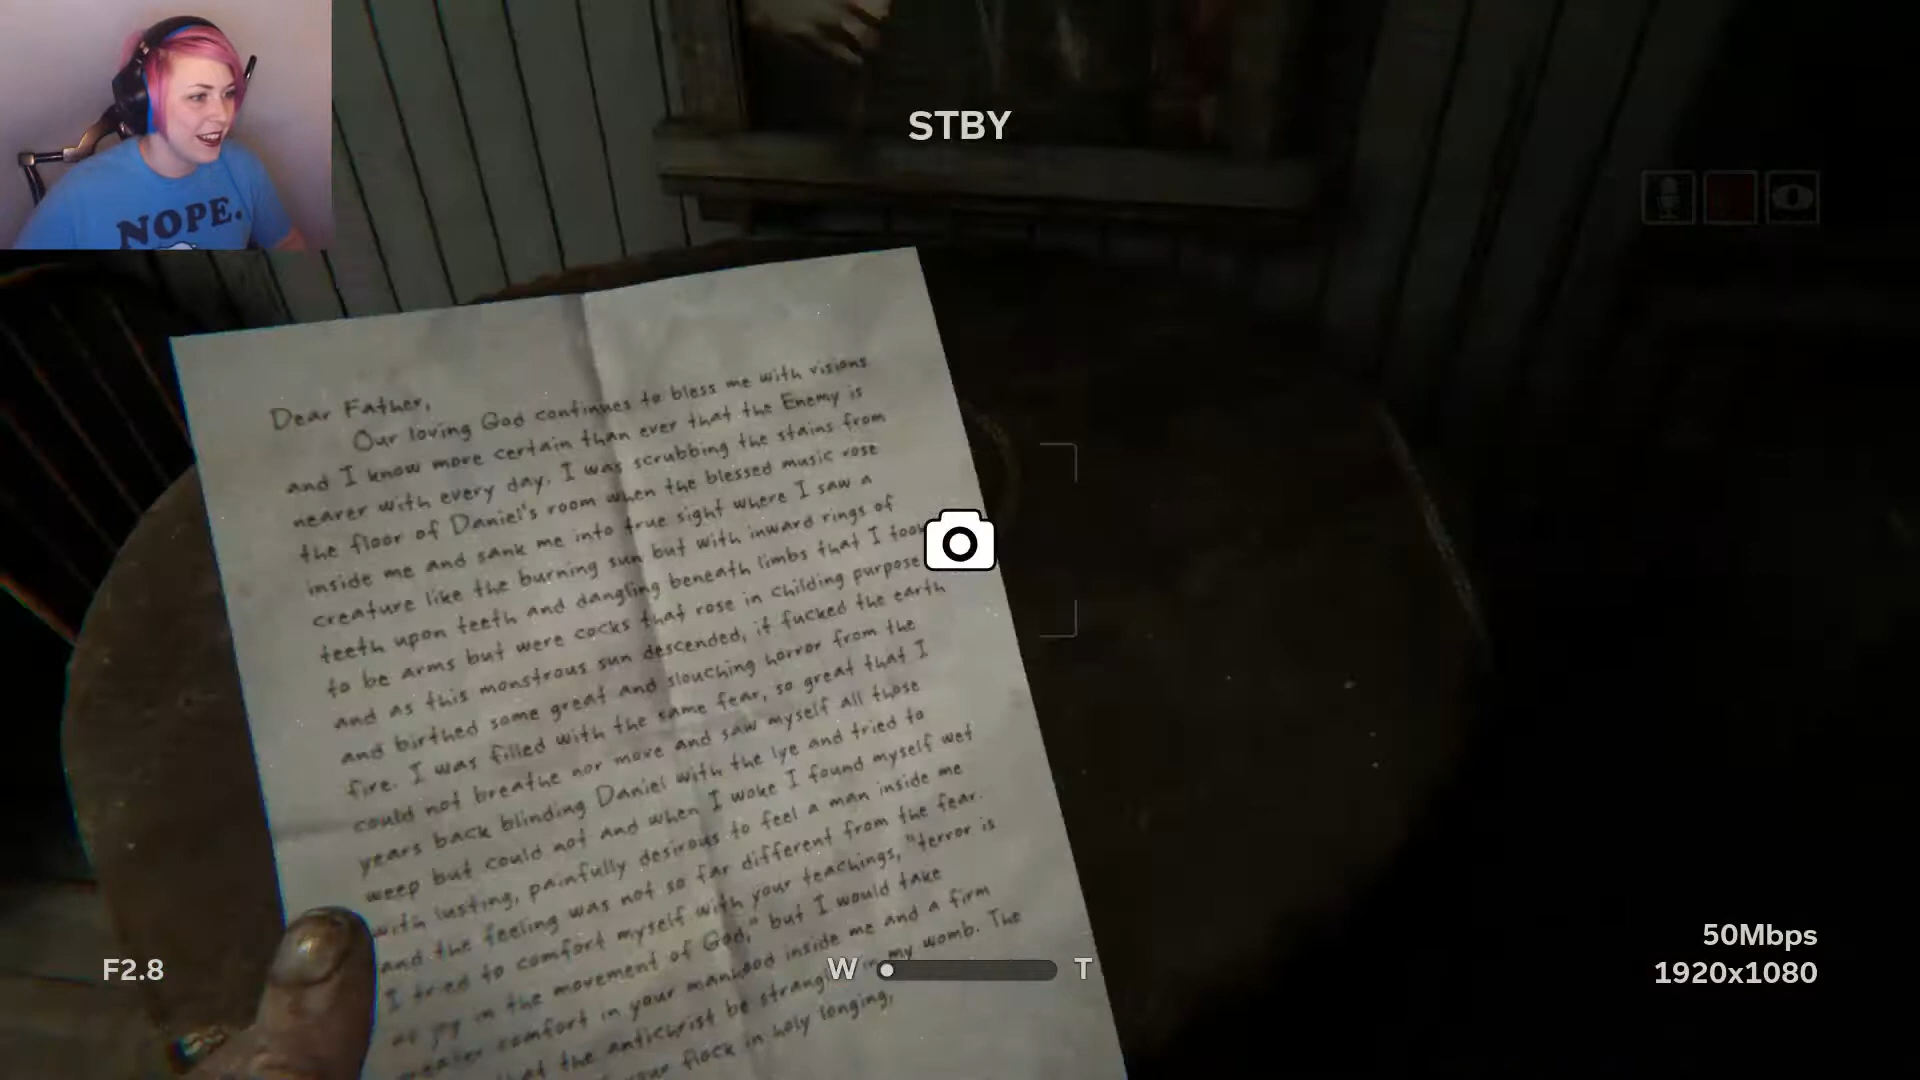 NOPE.
STBY
Dear Father,
Our loving God continues to bless me with visions
and I know more certain than ever that the Enemy is
nearer with every day. I was scrubbing the stains from
the floor of Daniel's room when the blessed music rose
inside me and sank me into true sight where I saw a
creature like the burning sun but with inward rings of
teeth upon teeth and dangling beneath limbs that I took
to be arms but were cocks that rose in childing purpose
and as this monstrous sun descended, it fucked the earth
and birthed some great and slouching horror from the
fire. I was filled with the same fear, so great that I
could not breathe nor move and saw myself all those
years back blinding Daniel with the lye and tried to
weep but could not and when I woke I found myself wet
with lusting, painfully desirous to feel a man inside me
and the feeling was not so far different from the fear.
I tried to comfort myself with your teachings, "terror is
as joy in the movement of God," but I would take
greater comfort in your manhood inside me and a firm
that the antichrist be in my womb. The
your flock in holy longing,
F2.8
W T
50Mbps
1920x1080